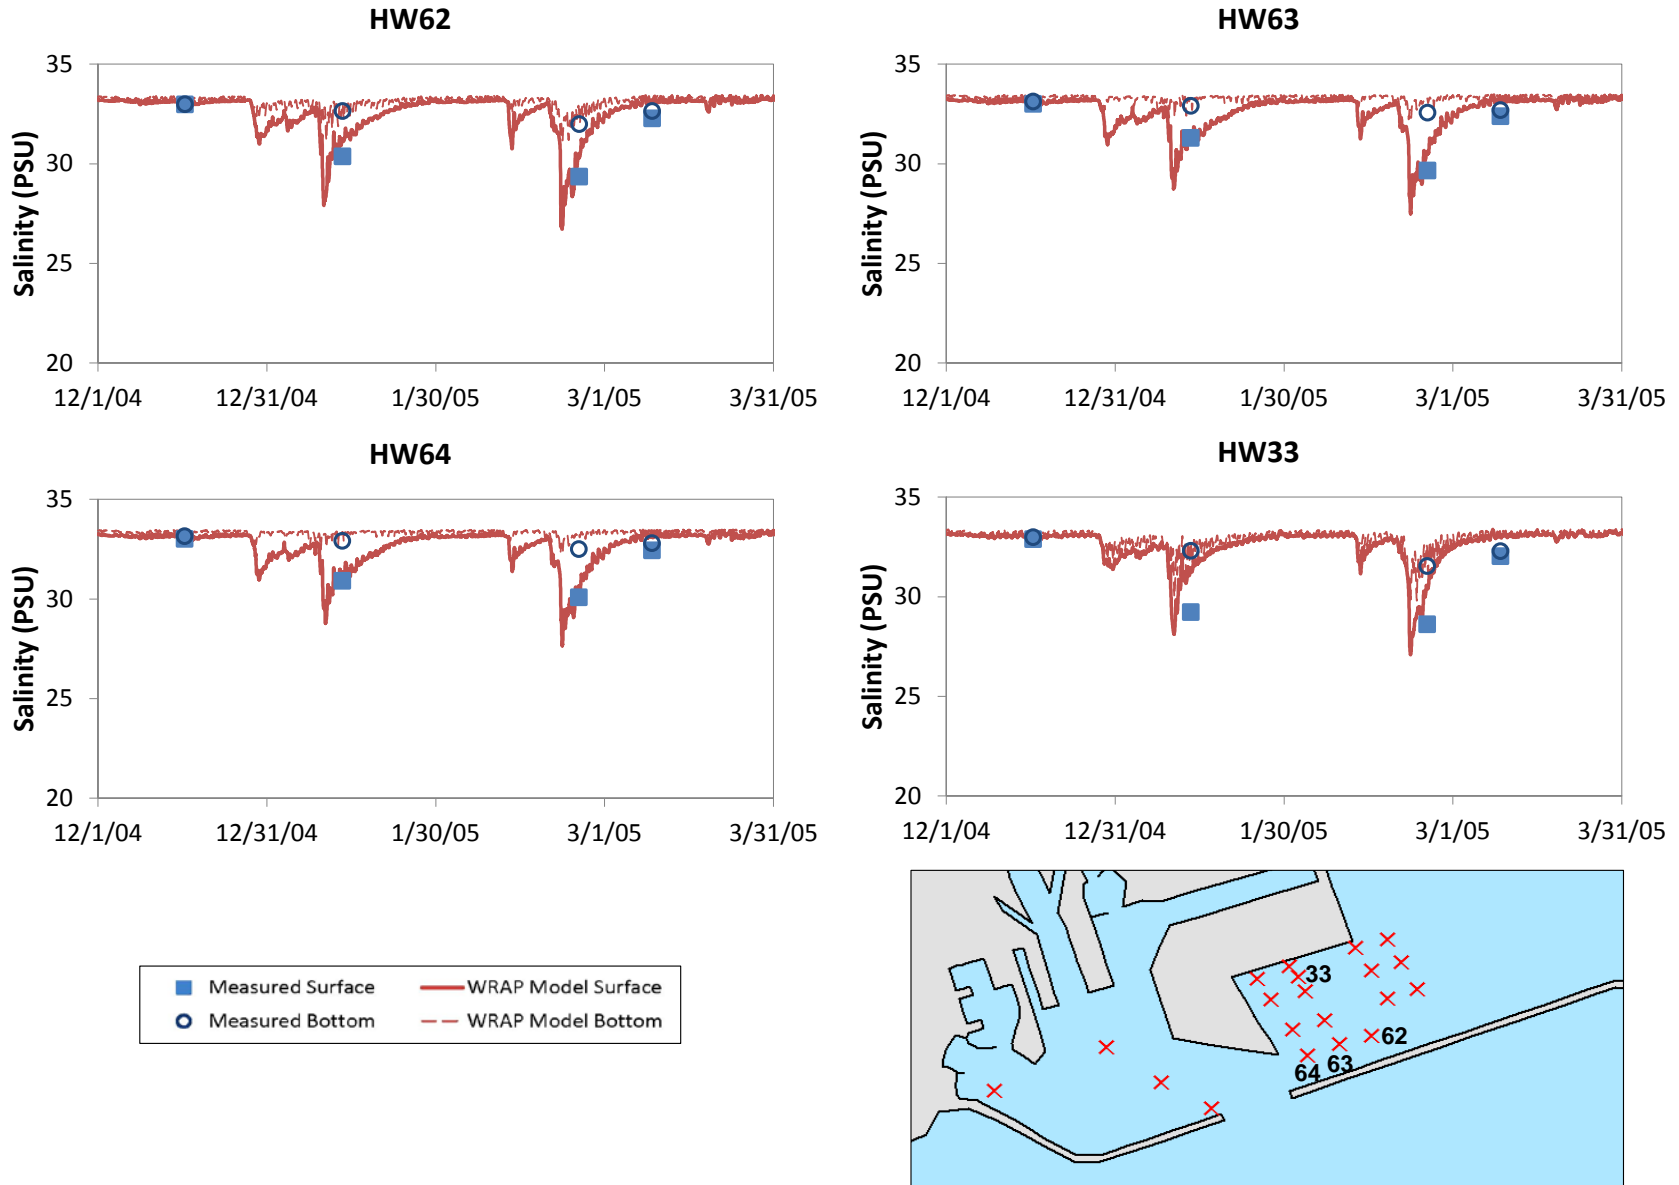 HW62
HW63
Salinity (PSU)
35
30
25
20
12/1/04 12/31/04 1/30/05 3/1/05 3/31/05
Salinity (PSU)
35
30
25
20
12/1/04 12/31/04 1/30/05 3/1/05 3/31/05
HW64
HW33
Salinity (PSU)
35
30
25
20
12/1/04 12/31/04 1/30/05 3/1/05 3/31/05
Salinity (PSU)
35
30
25
20
12/1/04 12/31/04 1/30/05 3/1/05 3/31/05
Measured Surface WRAP Model Surface
Measured Bottom WRAP Model Bottom
33
62
63
64